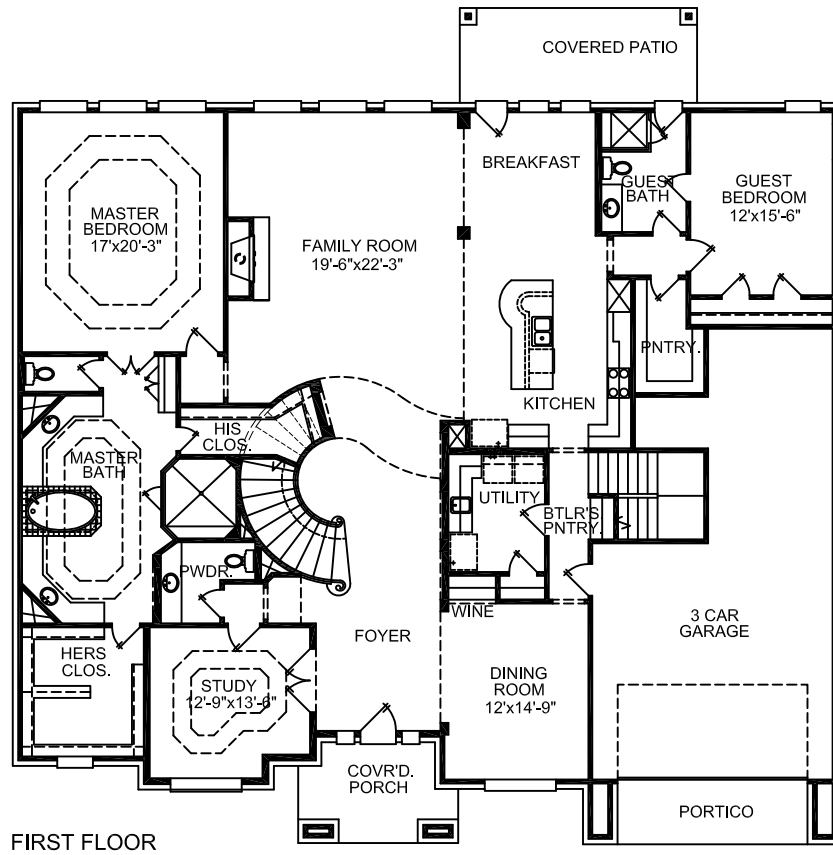 COVERED PATIO
BREAKFAST
GUEST
BATH
GUEST
BEDROOM
12'x15'-6"
MASTER
BEDROOM
17'x20'-3"
FAMILY ROOM
19'-6"x22'-3"
PNTRY.
KITCHEN
HIS
CLOS.
MASTER
BATH
UTILITY
BTLR'S
PNTRY.
PWDR.
WINE
FOYER
3 CAR
GARAGE
HERS
CLOS.
STUDY
12'-9"x13'-6"
DINING
ROOM
12'x14'-9"
COVR'D.
PORCH
PORTICO
FIRST FLOOR